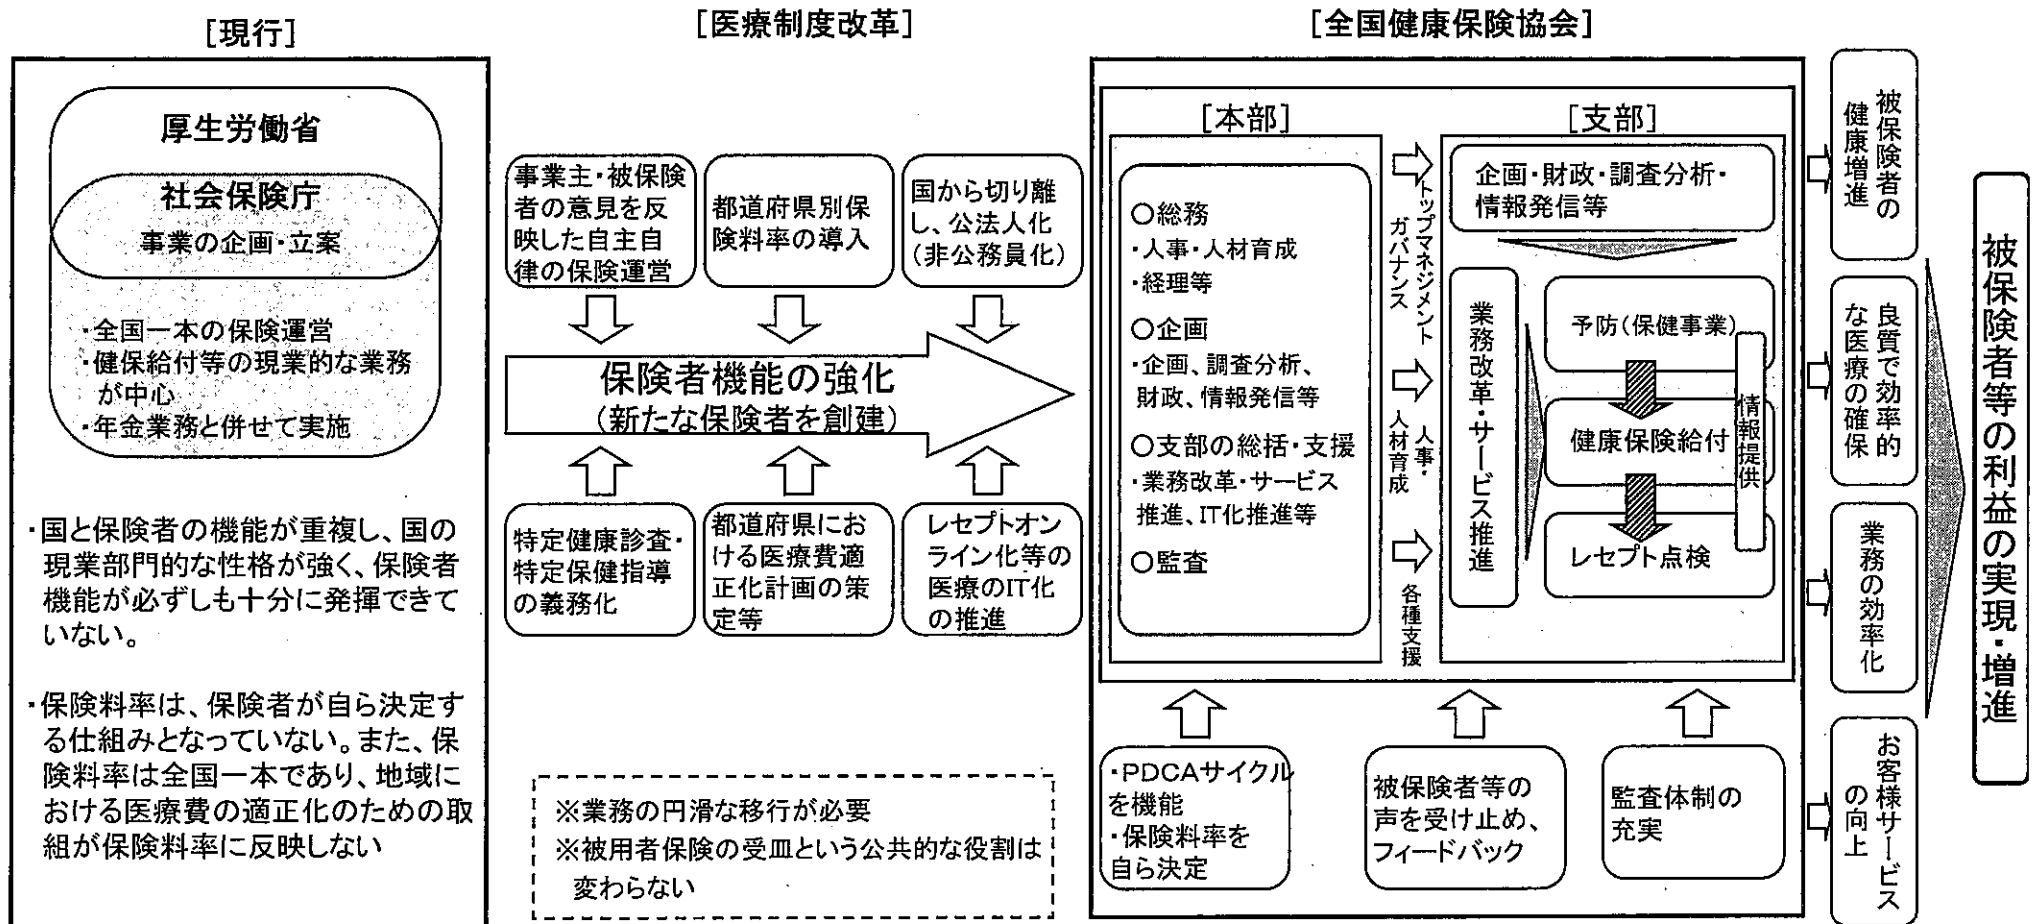 [現行]
厚生労働省
社会保険庁
事業の企画・立案
・全国一本の保険運営
・健保給付等の現業的な業務
が中心
・年金業務と併せて実施
・国と保険者の機能が重複し、国の
現業部門的な性格が強く、保険者
機能が必ずしも十分に発揮できて
いない。
・保険料率は、保険者が自ら決定す
る仕組みとなっていない。また、保
険料率は全国一本であり、地域に
おける医療費の適正化のための取
組が保険料率に反映しない
[医療制度改革]
事業主・被保険
者の意見を反
映した自主自
律の保険運営
都道府県別保
険料率の導入
国から切り離
し、公法人化
(非公務員化)
保険者機能の強化
(新たな保険者を創建)
特定健康診査・
特定保健指導
の義務化
都道府県にお
ける医療費適
正化計画の策
定等
レセプトオン
ライン化等の
医療のIT化
の推進
※業務の円滑な移行が必要
※被用者保険の受皿という公共的な役割は
変わらない
[全国健康保険協会]
[本部]
○総務
・人事・人材育成
・経理等
○企画
・企画、調査分析、
財政、情報発信等
○支部の総括・支援
・業務改革・サービス
推進、IT化推進等
○監査
トップマネジメント
ガバナンス
人事・
人材育成
各種支援
[支部]
企画・財政・調査分析・
情報発信等
業務改革・サービス推進
予防(保健事業)
健康保険給付
レセプト点検
情報提供
・PDCAサイクル
を機能
・保険料率を
自ら決定
被保険者等の
声を受け止め、
フィードバック
監査体制の
充実
被保険者の
健康増進
良質で効率的
な医療の確保
業務の効率化
お客様サービス
の向上
被保険者等の利益の実現・増進